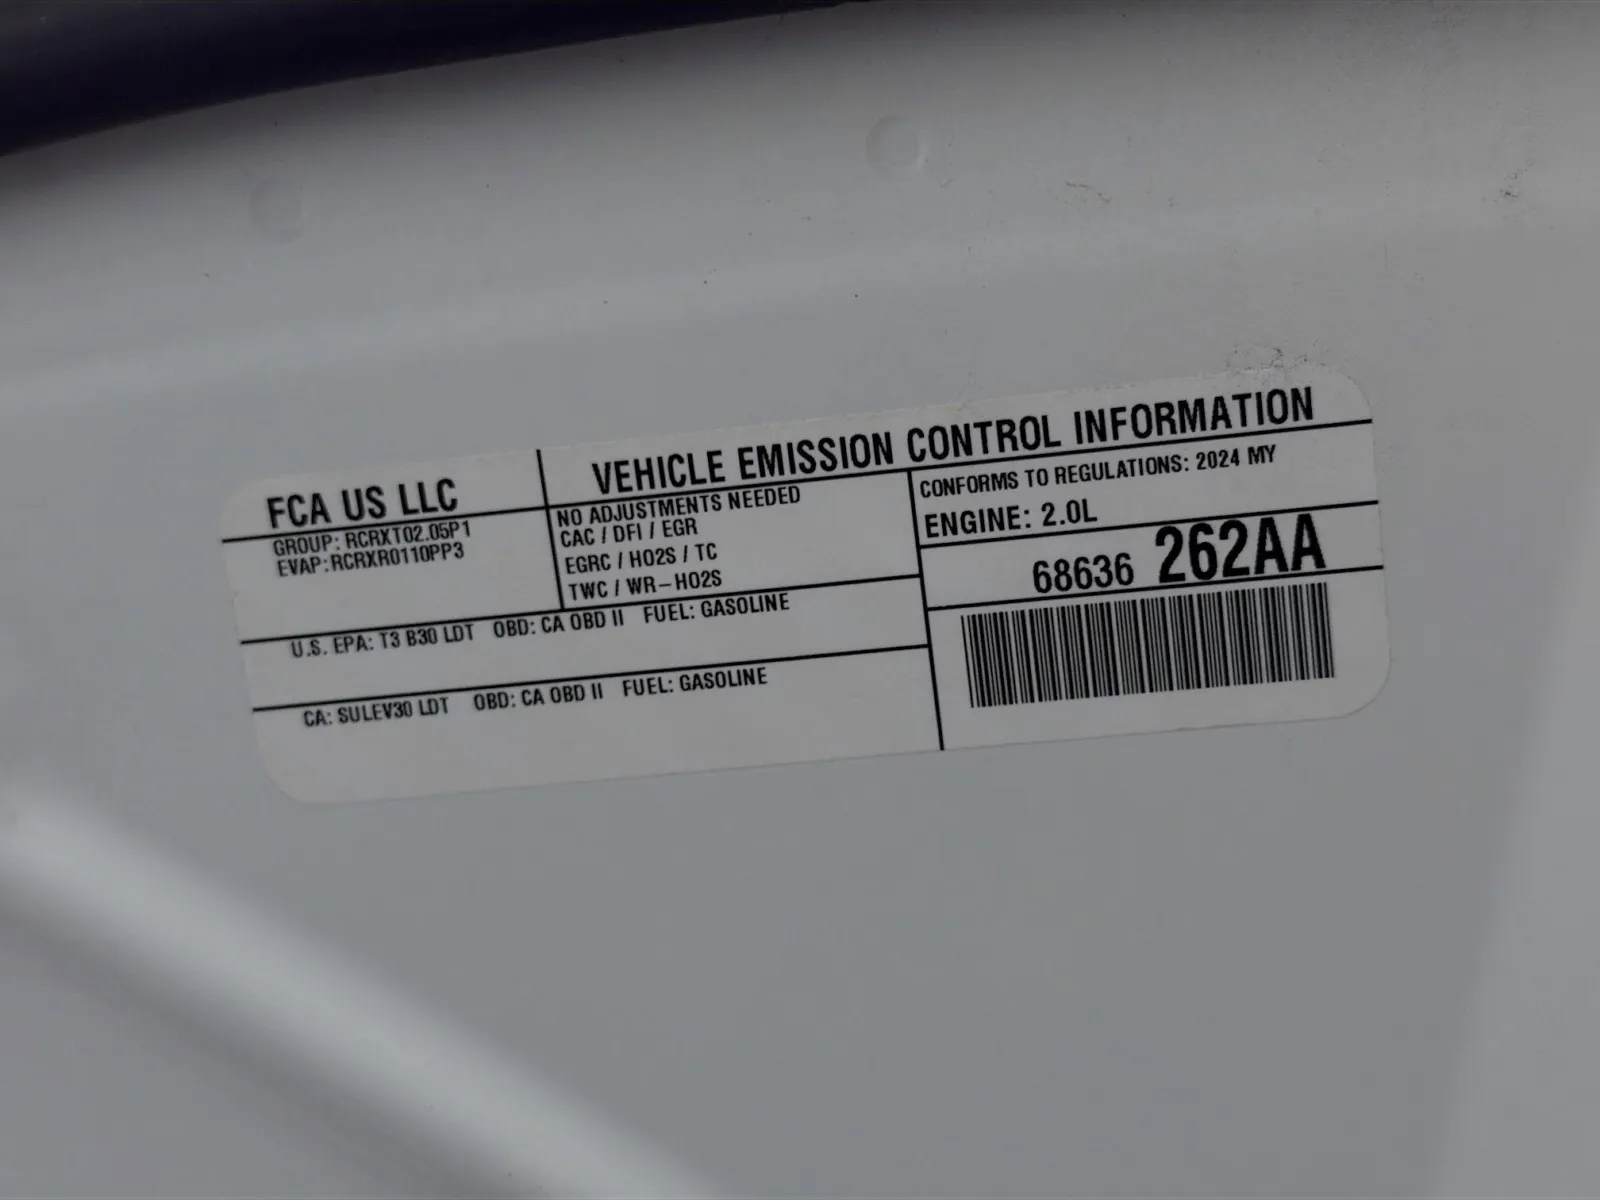 FCA US LLC
VEHICLE EMISSION CONTROL INFORMATION
GROUP: RCRXT02.05P1
EVAP: RCRXR0110PP3
NO ADJUSTMENTS NEEDED
CAC / DFI / EGR
EGRC / HO2S / TC
TWC / WR-HO2S
CONFORMS TO REGULATIONS: 2024 MY
ENGINE: 2.0L
68636 262AA
U.S. EPA: T3 B30 LDT OBD: CA OBD II FUEL: GASOLINE
CA: SULEV30 LDT OBD: CA OBD II FUEL: GASOLINE